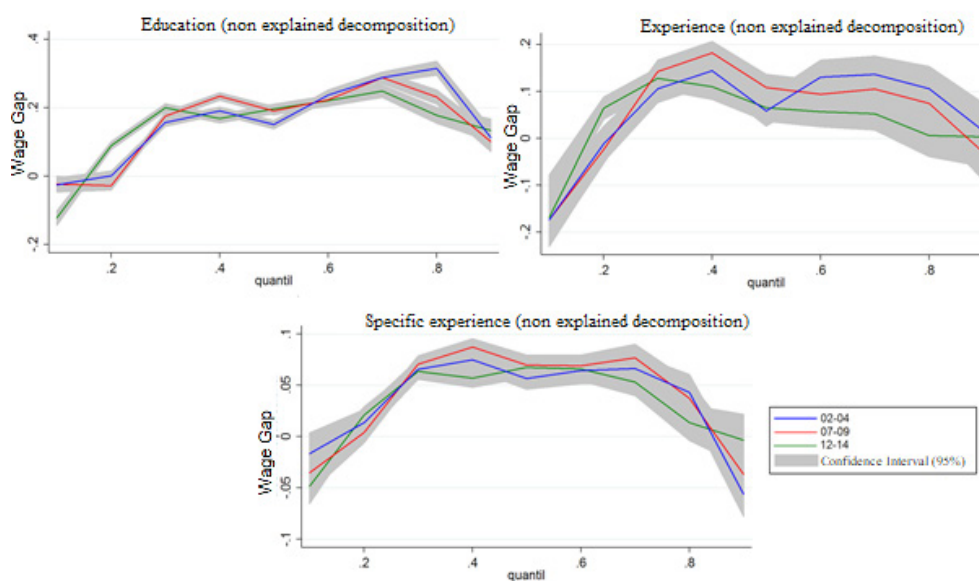 Education (non explained decomposition)
Wage Gap
.4
.2
0
-.2
.2
.4
.6
.8
quantil
Experience (non explained decomposition)
Wage Gap
.2
.1
0
-.1
-.2
.2
.4
.6
.8
quantil
Specific experience (non explained decomposition)
Wage Gap
.1
.05
0
-.05
-.1
.2
.4
.6
.8
quantil
02-04
07-09
12-14
Confidence Interval (95%)